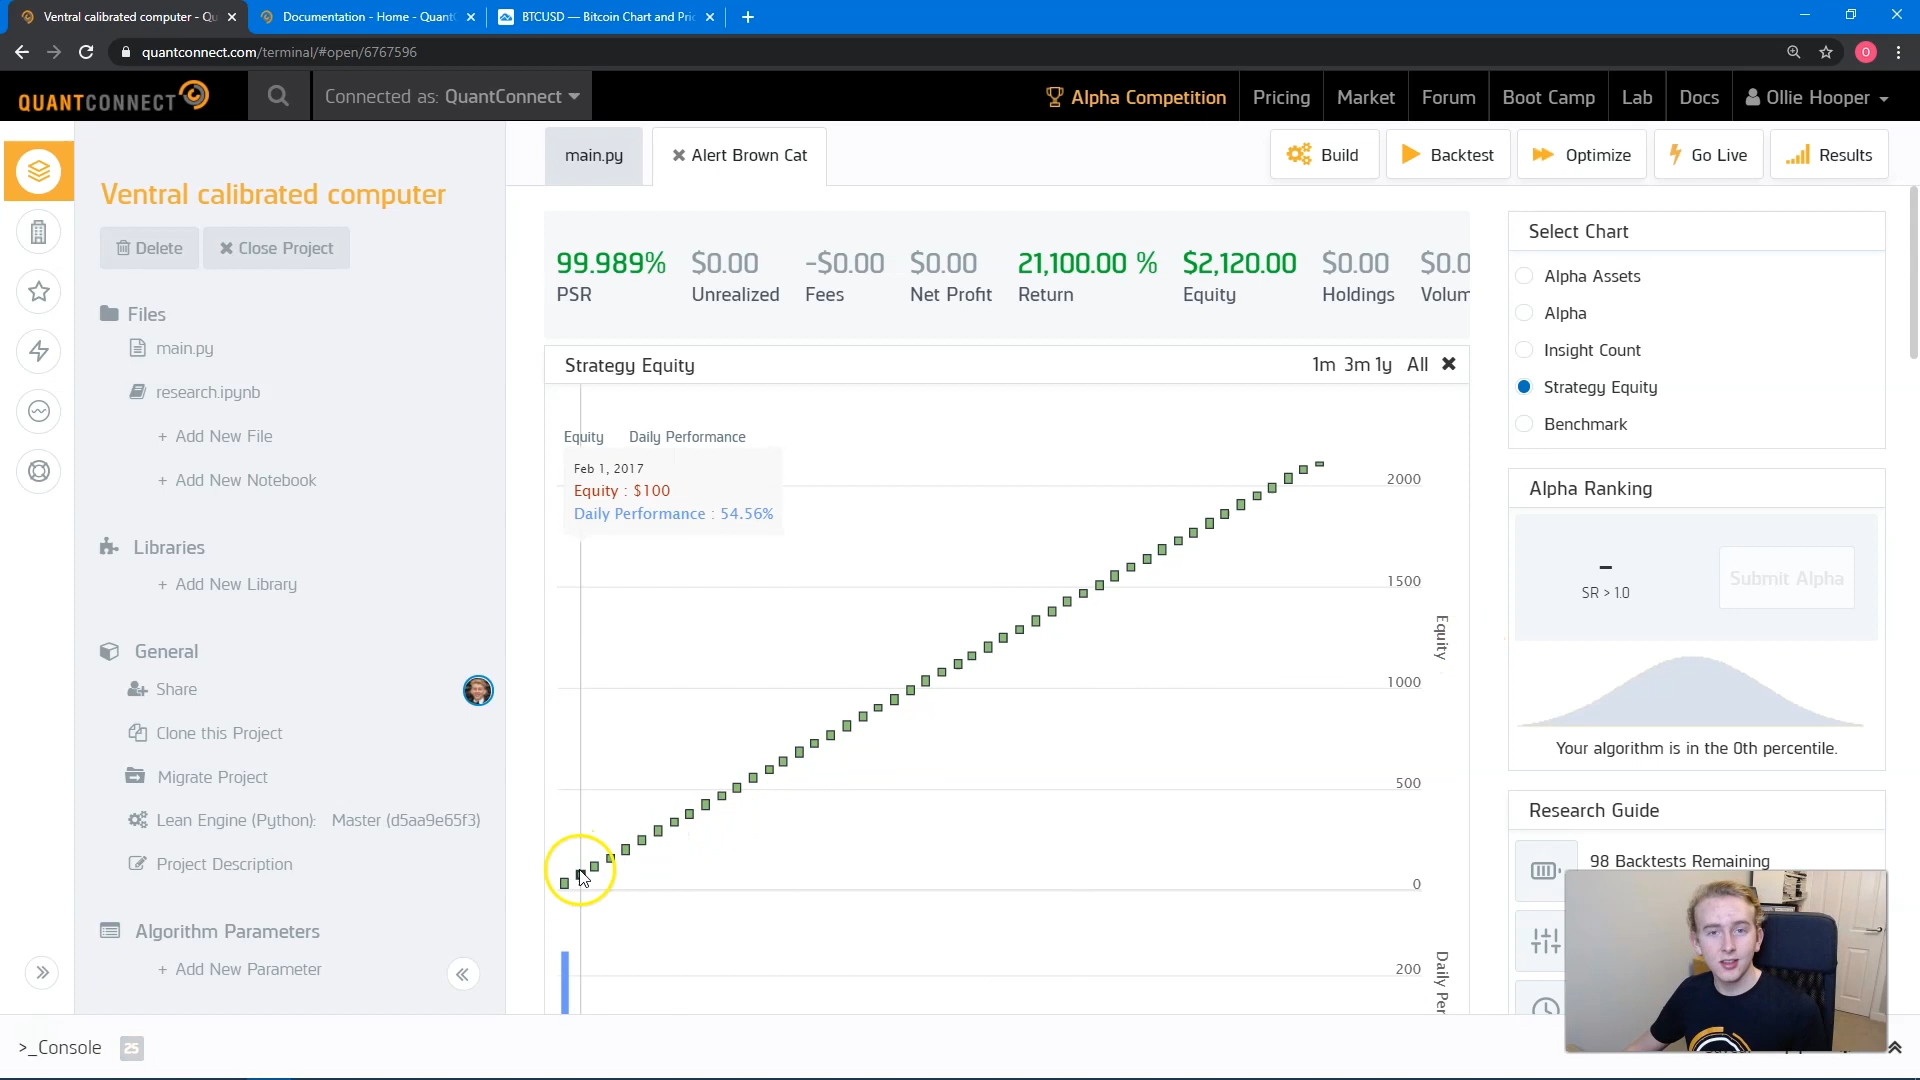 Ventral calibrated computer - Qu
Documentation - Home - Quant
BTCUSD — Bitcoin Chart and Pri
quantconnect.com/terminal/#open/6767596
O
QUANTCONNECT
Connected as: QuantConnect
Alpha Competition
Pricing
Market
Forum
Boot Camp
Lab
Docs
Ollie Hooper
main.py
Alert Brown Cat
Build
Backtest
Optimize
Go Live
Results
Ventral calibrated computer
Delete
Close Project
Files
main.py
research.ipynb
+ Add New File
+ Add New Notebook
Libraries
+ Add New Library
General
Share
Clone this Project
Migrate Project
Lean Engine (Python): Master (d5aa9e65f3)
Project Description
Algorithm Parameters
+ Add New Parameter
99.989%
PSR
$0.00
Unrealized
-$0.00
Fees
$0.00
Net Profit
21,100.00 %
Return
$2,120.00
Equity
$0.00
Holdings
$0.0
Volum
Strategy Equity
1m 3m 1y All
Equity Daily Performance
Feb 1, 2017
Equity : $100
Daily Performance : 54.56%
2000
1500
1000
500
0
Equity
200
Daily Per
Select Chart
Alpha Assets
Alpha
Insight Count
Strategy Equity
Benchmark
Alpha Ranking
–
SR > 1.0
Submit Alpha
Your algorithm is in the 0th percentile.
Research Guide
98 Backtests Remaining
>_Console 25